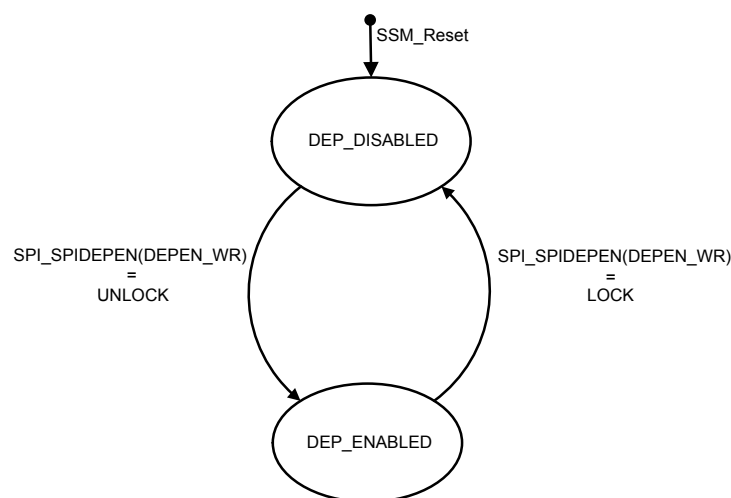 SSM_Reset
DEP_DISABLED
SPI_SPIDEPEN(DEPEN_WR)
=
UNLOCK
SPI_SPIDEPEN(DEPEN_WR)
=
LOCK
DEP_ENABLED